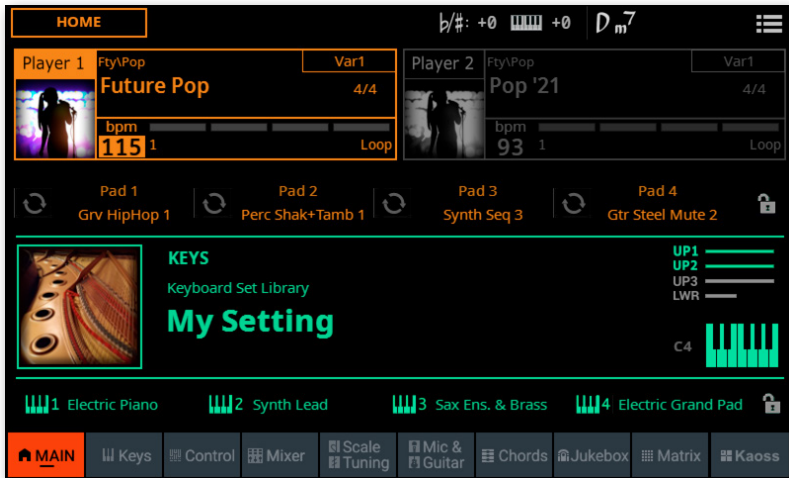 HOME
b/#: +0 +0 Dm7
Player 1 Fty\Pop Var1
Future Pop 4/4
bpm
115 1 Loop
Player 2 Fty\Pop Var1
Pop '21 4/4
bpm
93 1 Loop
Pad 1
Grv HipHop 1
Pad 2
Perc Shak+Tamb 1
Pad 3
Synth Seq 3
Pad 4
Gtr Steel Mute 2
KEYS
Keyboard Set Library
My Setting
UP1
UP2
UP3
LWR
C4
1 Electric Piano
2 Synth Lead
3 Sax Ens. & Brass
4 Electric Grand Pad
MAIN
Keys
Control
Mixer
Scale
Tuning
Mic &
Guitar
Chords
Jukebox
Matrix
Kaoss